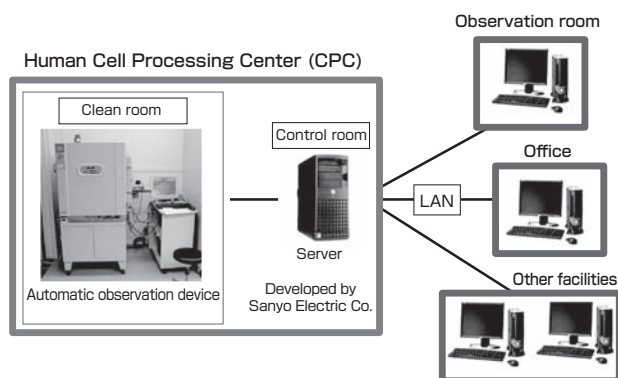 Observation room
Human Cell Processing Center (CPC)
Clean room
Control room
Office
LAN
Server
Other facilities
Automatic observation device
Developed by
Sanyo Electric Co.